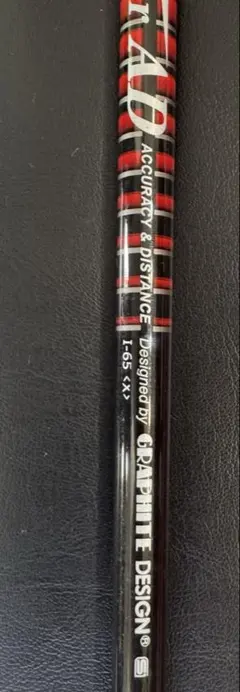 AD
ACCURACY & DISTANCE Designed by GRAPHITE DESIGN®
I-65 <X>